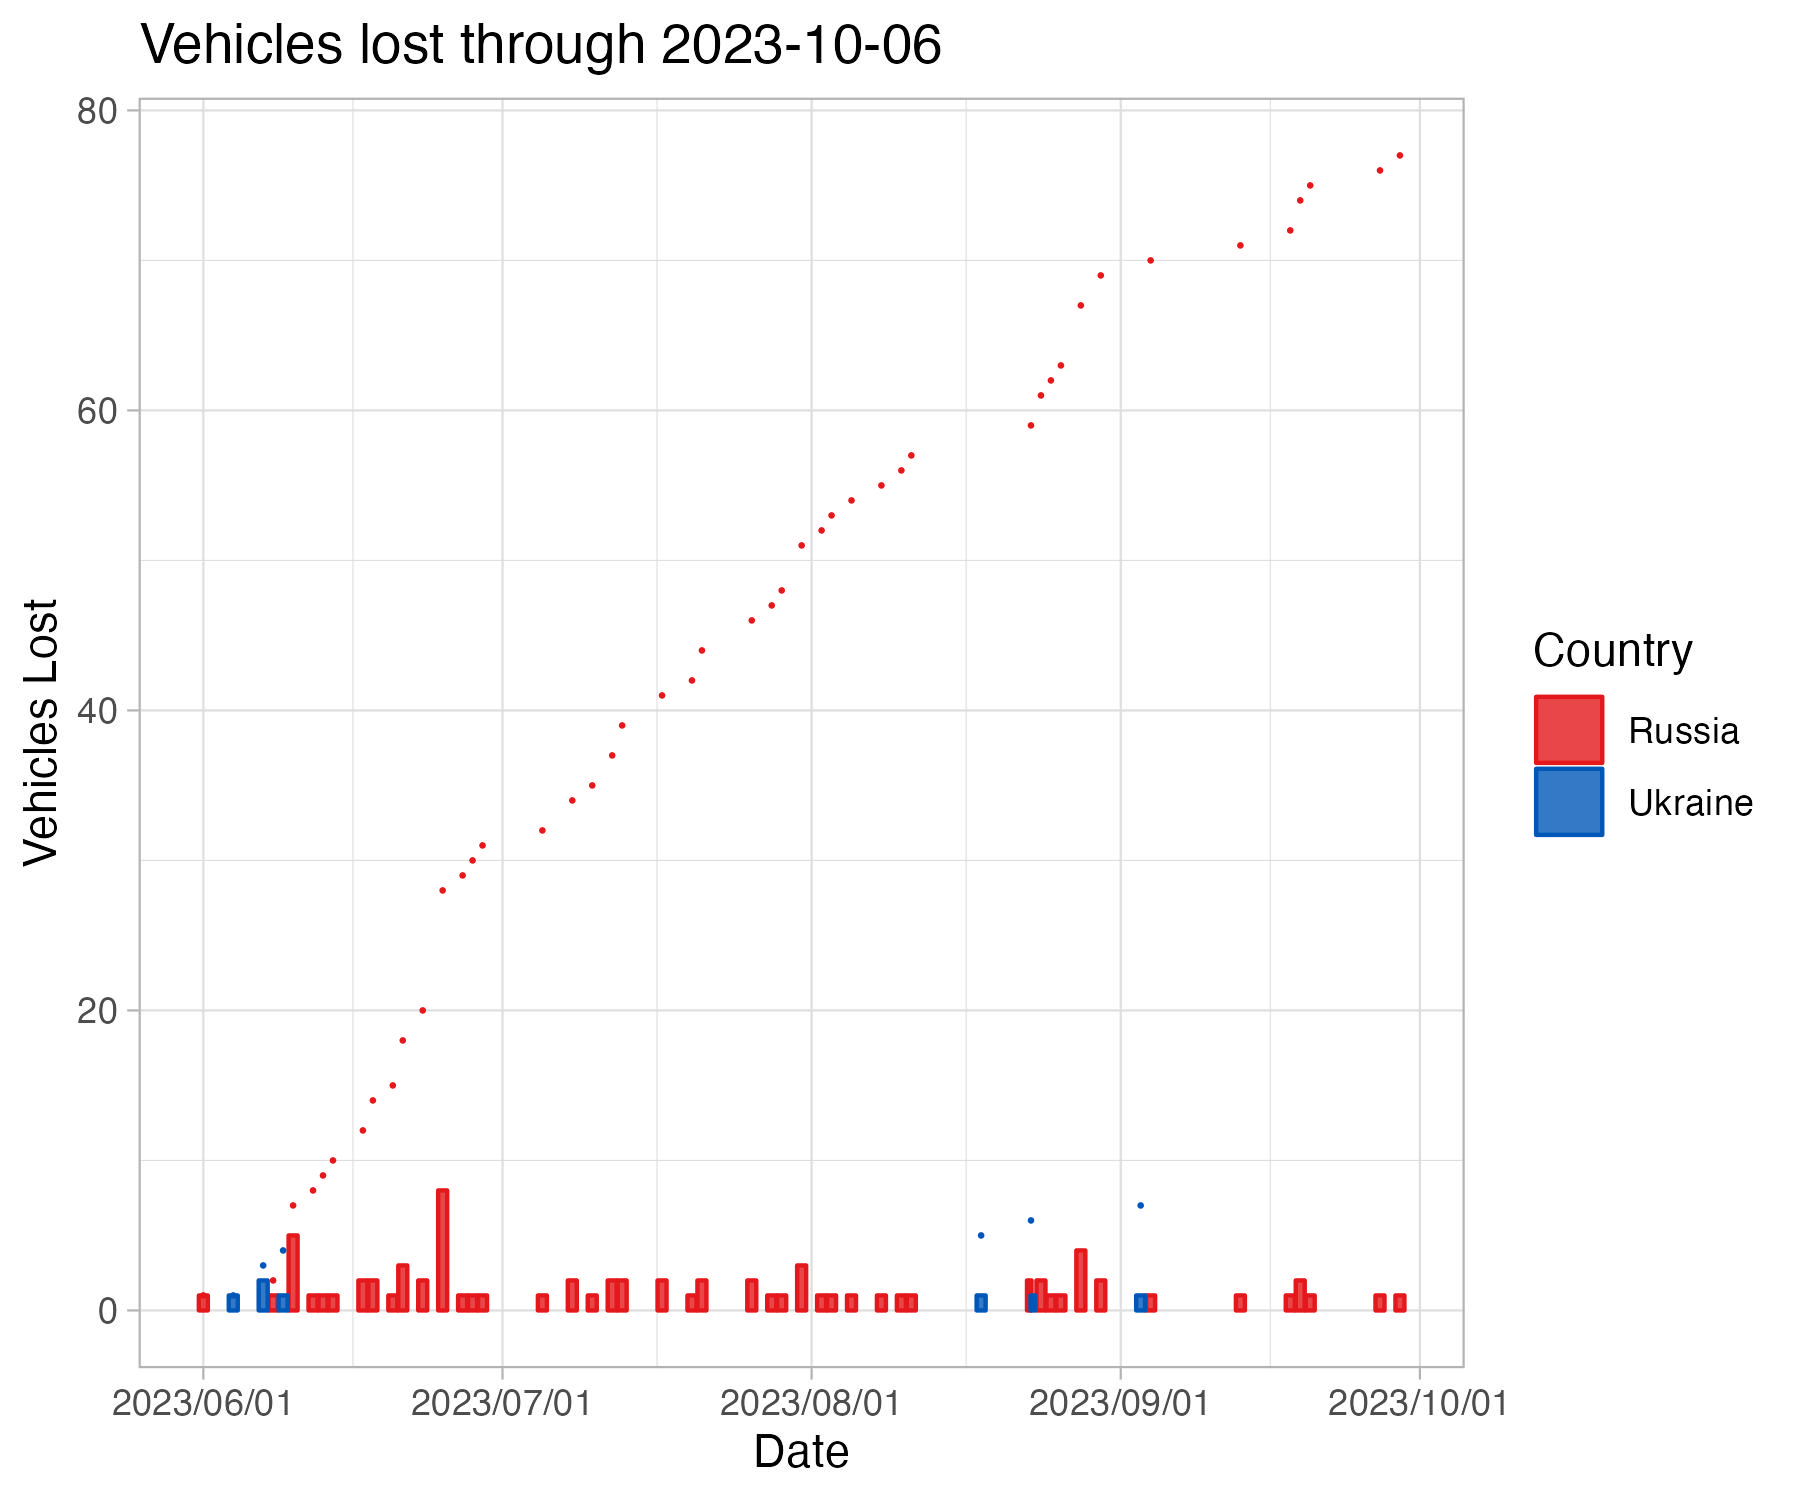 Vehicles lost through 2023-10-06
80
60
40
20
0
Vehicles Lost
2023/06/01
2023/07/01
2023/08/01
2023/09/01
2023/10/01
Date
Country
Russia
Ukraine